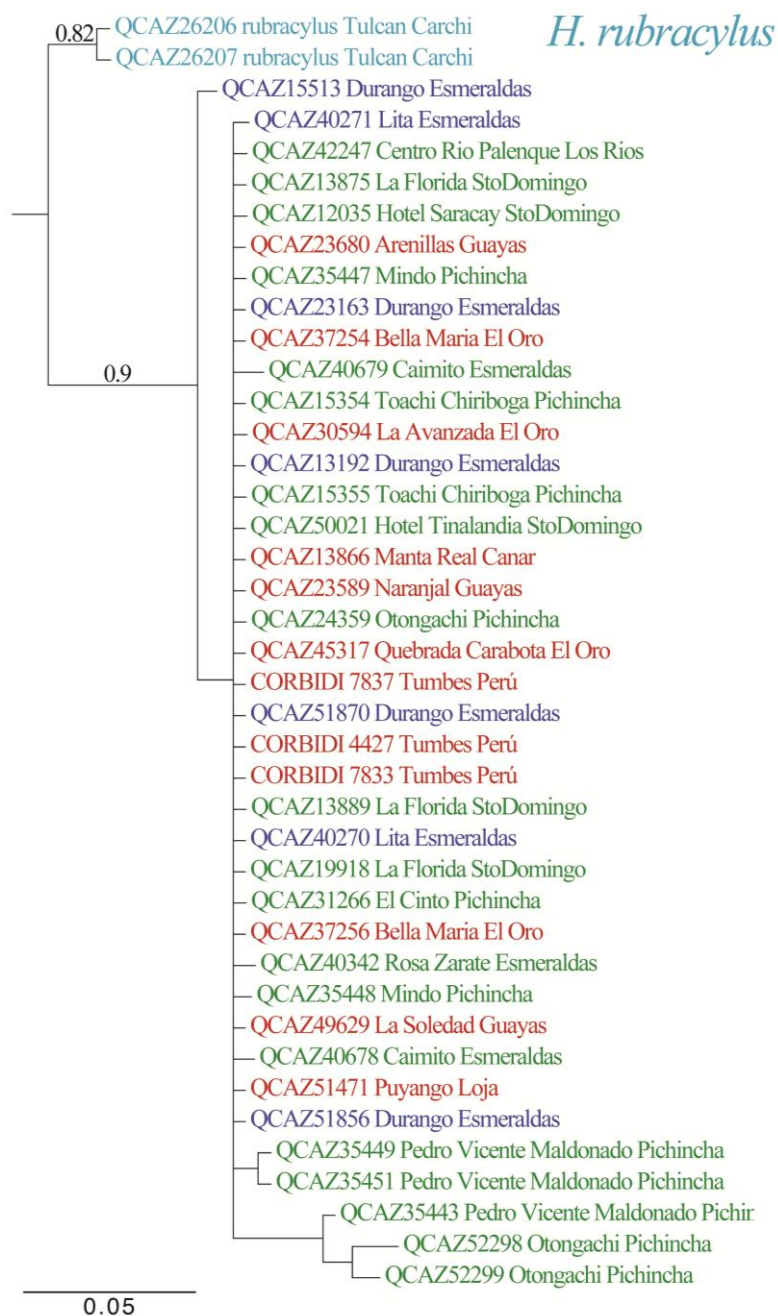 0.82
QCAZ26206 rubracylus Tulcan Carchi
H. rubracylus
QCAZ26207 rubracylus Tulcan Carchi
QCAZ15513 Durango Esmeraldas
QCAZ40271 Lita Esmeraldas
QCAZ42247 Centro Rio Palenque Los Rios
QCAZ13875 La Florida StoDomingo
QCAZ12035 Hotel Saracay StoDomingo
QCAZ23680 Arenillas Guayas
QCAZ35447 Mindo Pichincha
QCAZ23163 Durango Esmeraldas
QCAZ37254 Bella Maria El Oro
0.9
QCAZ40679 Caimito Esmeraldas
QCAZ15354 Toachi Chiriboga Pichincha
QCAZ30594 La Avanzada El Oro
QCAZ13192 Durango Esmeraldas
QCAZ15355 Toachi Chiriboga Pichincha
QCAZ50021 Hotel Tinalandia StoDomingo
QCAZ13866 Manta Real Canar
QCAZ23589 Naranjal Guayas
QCAZ24359 Otongachi Pichincha
QCAZ45317 Quebrada Carabota El Oro
CORBIDI 7837 Tumbes Perú
QCAZ51870 Durango Esmeraldas
CORBIDI 4427 Tumbes Perú
CORBIDI 7833 Tumbes Perú
QCAZ13889 La Florida StoDomingo
QCAZ40270 Lita Esmeraldas
QCAZ19918 La Florida StoDomingo
QCAZ31266 El Cinto Pichincha
QCAZ37256 Bella Maria El Oro
QCAZ40342 Rosa Zarate Esmeraldas
QCAZ35448 Mindo Pichincha
QCAZ49629 La Soledad Guayas
QCAZ40678 Caimito Esmeraldas
QCAZ51471 Puyango Loja
QCAZ51856 Durango Esmeraldas
QCAZ35449 Pedro Vicente Maldonado Pichincha
QCAZ35451 Pedro Vicente Maldonado Pichincha
QCAZ35443 Pedro Vicente Maldonado Pichin
QCAZ52298 Otongachi Pichincha
QCAZ52299 Otongachi Pichincha
0.05